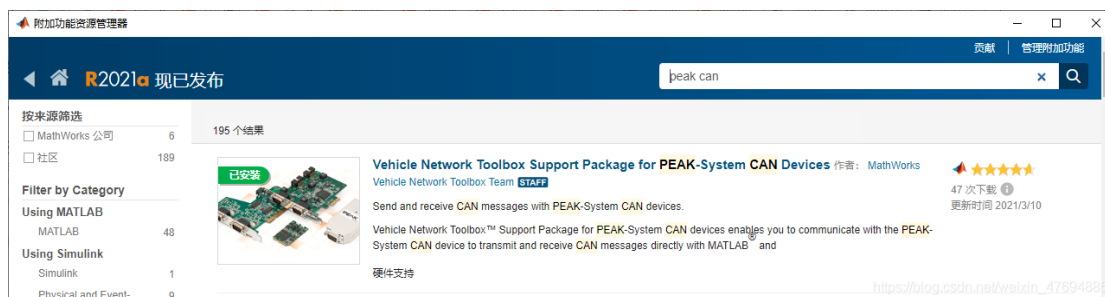 附加功能资源管理器
贡献 | 管理附加功能
R2021a 现已发布
peak can
按来源筛选
MathWorks 公司 6
社区 189
Filter by Category
Using MATLAB
MATLAB 48
Using Simulink
Simulink 1
Physical and Event- 9
195 个结果
已安装
PEAK
Vehicle Network Toolbox Support Package for PEAK-System CAN Devices 作者： MathWorks
Vehicle Network Toolbox Team STAFF
Send and receive CAN messages with PEAK-System CAN devices.
Vehicle Network Toolbox™ Support Package for PEAK-System CAN devices enables you to communicate with the PEAK-
System CAN device to transmit and receive CAN messages directly with MATLAB® and
硬件支持
47 次下载
更新时间 2021/3/10
https://blog.csdn.net/weixin_47694886